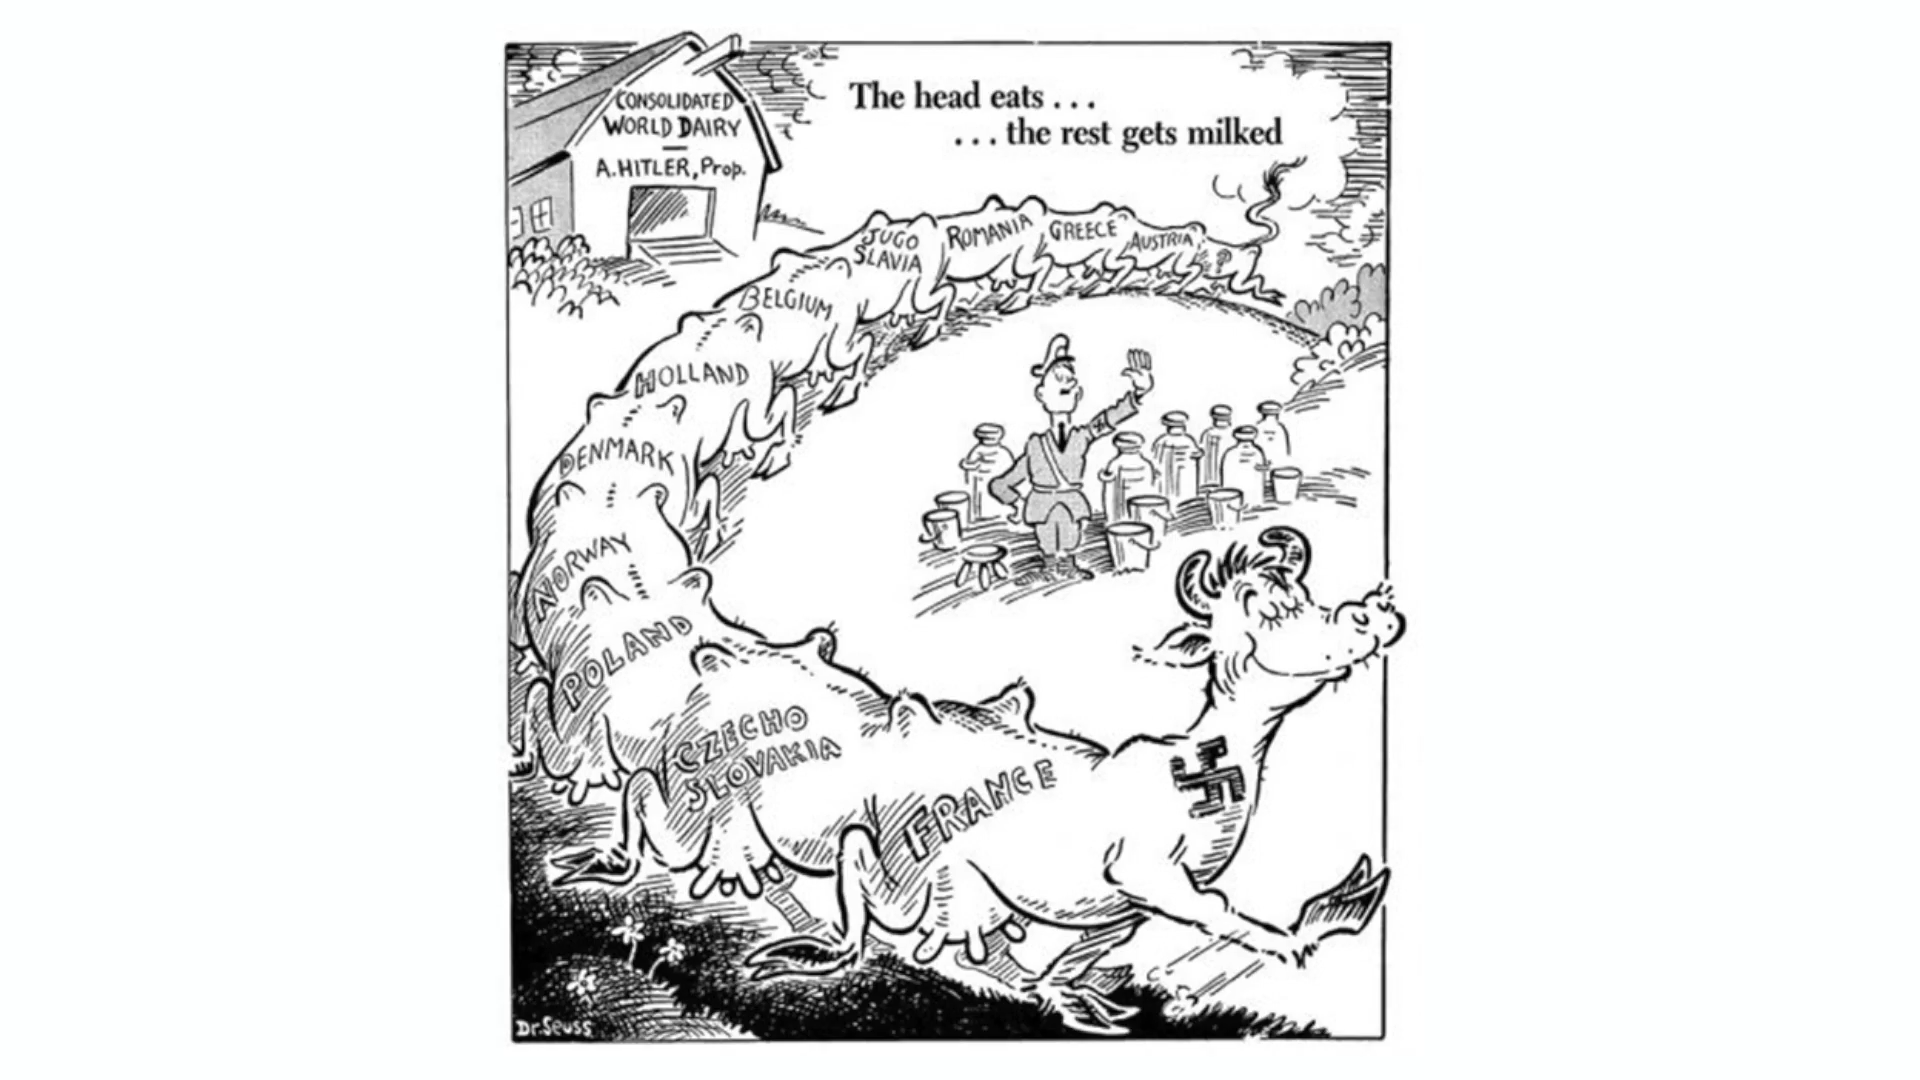 CONSOLIDATED
WORLD DAIRY
A. HITLER, Prop.
The head eats ...
... the rest gets milked
JUGO
SLAVIA
ROMANIA
GREECE
AUSTRIA
?
BELGIUM
HOLLAND
DENMARK
NORWAY
POLAND
CZECHO
SLOVAKIA
FRANCE
Dr. Seuss